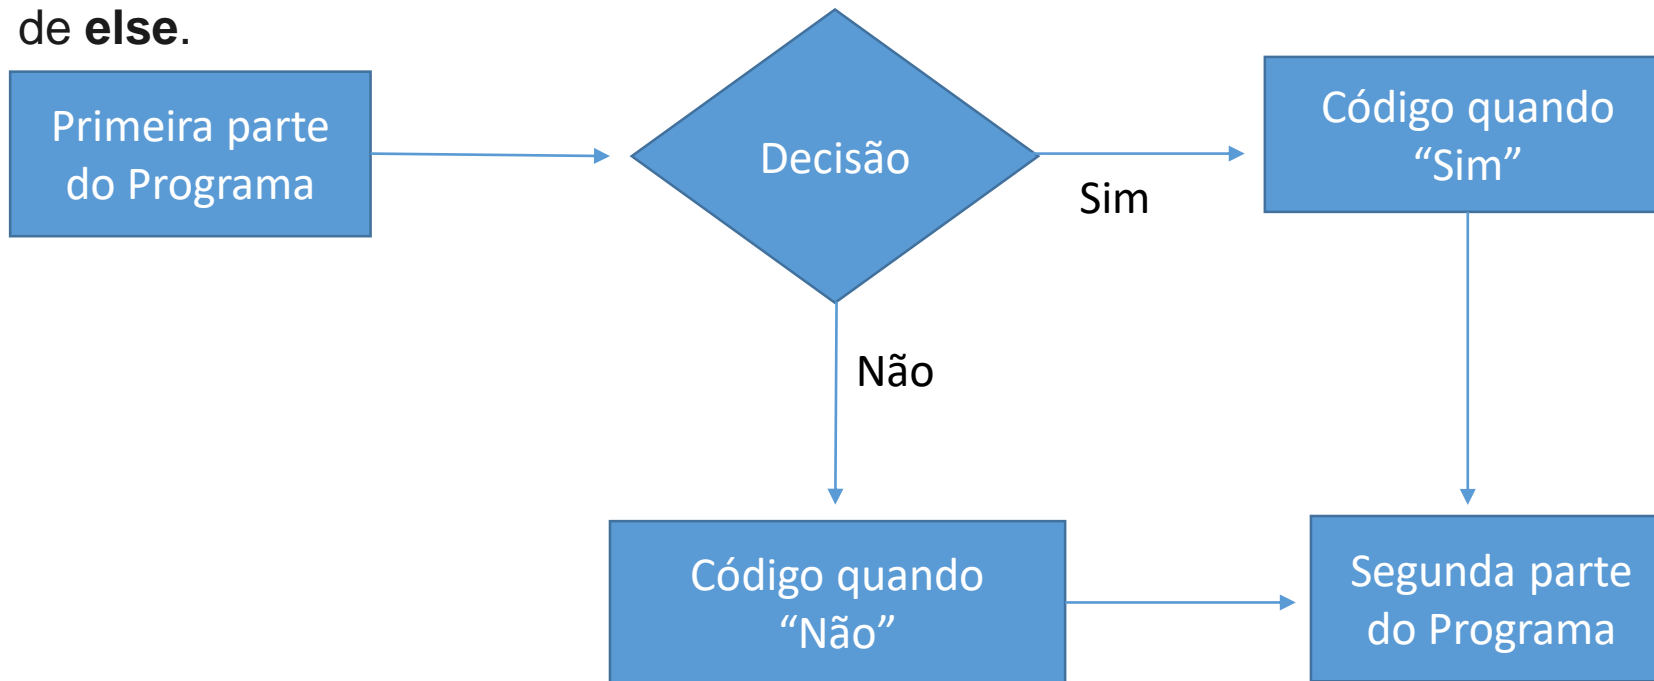 de else.
Primeira parte
do Programa
Decisão
Sim
Código quando
“Sim”
Não
Código quando
“Não”
Segunda parte
do Programa